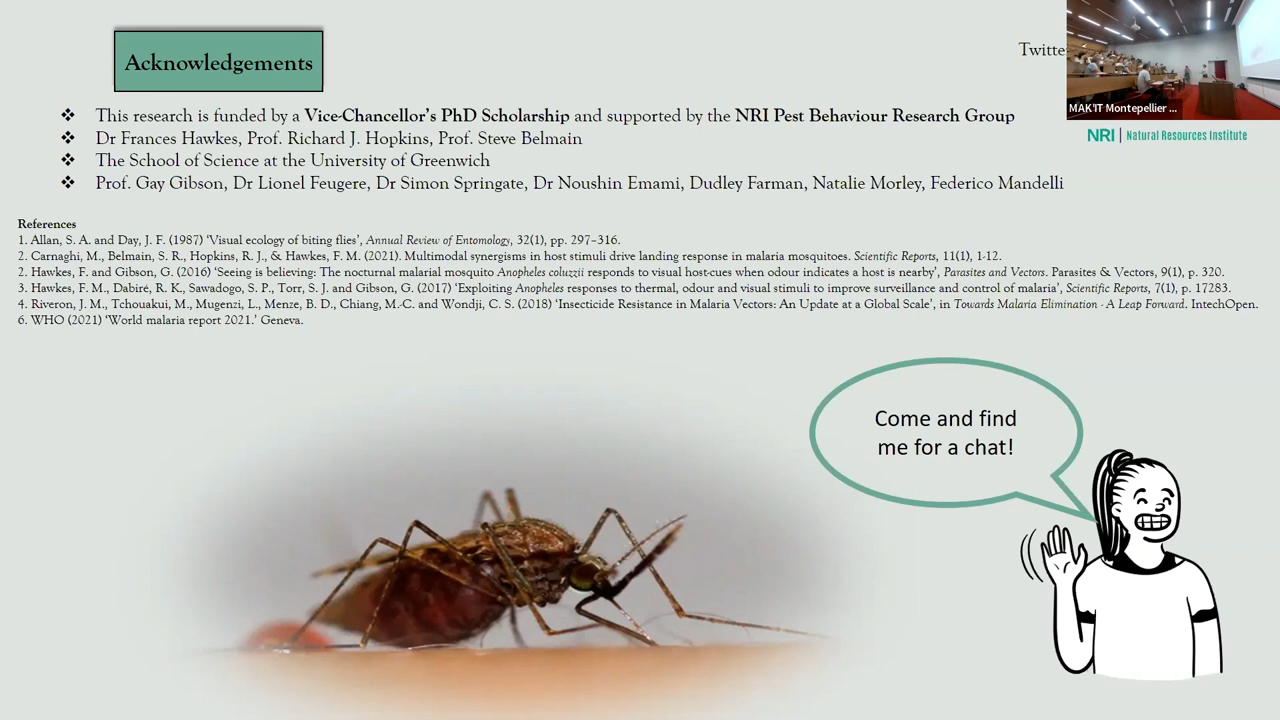 Acknowledgements
Twitte
MAK'IT Montepellier ...
NRI | Natural Resources Institute
❖ This research is funded by a Vice-Chancellor's PhD Scholarship and supported by the NRI Pest Behaviour Research Group
❖ Dr Frances Hawkes, Prof. Richard J. Hopkins, Prof. Steve Belmain
❖ The School of Science at the University of Greenwich
❖ Prof. Gay Gibson, Dr Lionel Feugere, Dr Simon Springate, Dr Noushin Emami, Dudley Farman, Natalie Morley, Federico Mandelli
References
1. Allan, S. A. and Day, J. F. (1987) 'Visual ecology of biting flies', Annual Review of Entomology, 32(1), pp. 297–316.
2. Carnaghi, M., Belmain, S. R., Hopkins, R. J., & Hawkes, F. M. (2021). Multimodal synergisms in host stimuli drive landing response in malaria mosquitoes. Scientific Reports, 11(1), 1-12.
2. Hawkes, F. and Gibson, G. (2016) 'Seeing is believing: The nocturnal malarial mosquito Anopheles coluzzii responds to visual host-cues when odour indicates a host is nearby', Parasites and Vectors. Parasites & Vectors, 9(1), p. 320.
3. Hawkes, F. M., Dabiré, R. K., Sawadogo, S. P., Torr, S. J. and Gibson, G. (2017) 'Exploiting Anopheles responses to thermal, odour and visual stimuli to improve surveillance and control of malaria', Scientific Reports, 7(1), p. 17283.
4. Riveron, J. M., Tchouakui, M., Mugenzi, L., Menze, B. D., Chiang, M.-C. and Wondji, C. S. (2018) 'Insecticide Resistance in Malaria Vectors: An Update at a Global Scale', in Towards Malaria Elimination - A Leap Forward. IntechOpen.
6. WHO (2021) 'World malaria report 2021.' Geneva.
Come and find
me for a chat!